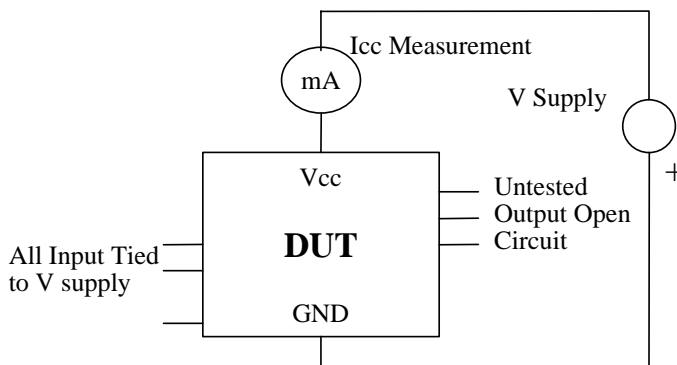 Icc Measurement
mA
V Supply
+
Vcc
Untested
Output Open
Circuit
DUT
All Input Tied
to V supply
GND